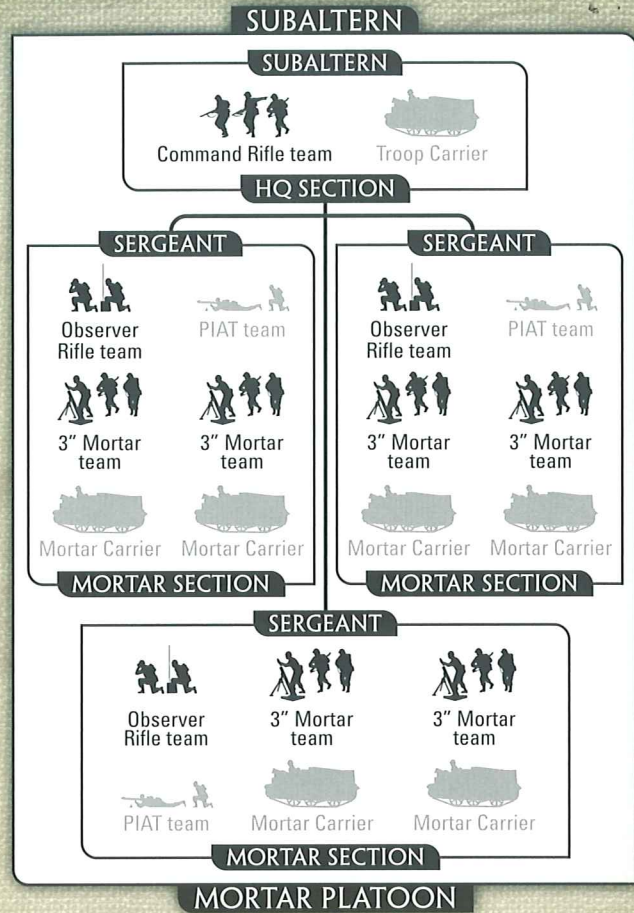 SUBALTERN
SUBALTERN
Command Rifle team
Troop Carrier
HQ SECTION
SERGEANT
Observer
Rifle team
PIAT team
3" Mortar
team
3" Mortar
team
Mortar Carrier
Mortar Carrier
MORTAR SECTION
SERGEANT
Observer
Rifle team
PIAT team
3" Mortar
team
3" Mortar
team
Mortar Carrier
Mortar Carrier
MORTAR SECTION
SERGEANT
Observer
Rifle team
3" Mortar
team
3" Mortar
team
PIAT team
Mortar Carrier
Mortar Carrier
MORTAR SECTION
MORTAR PLATOON